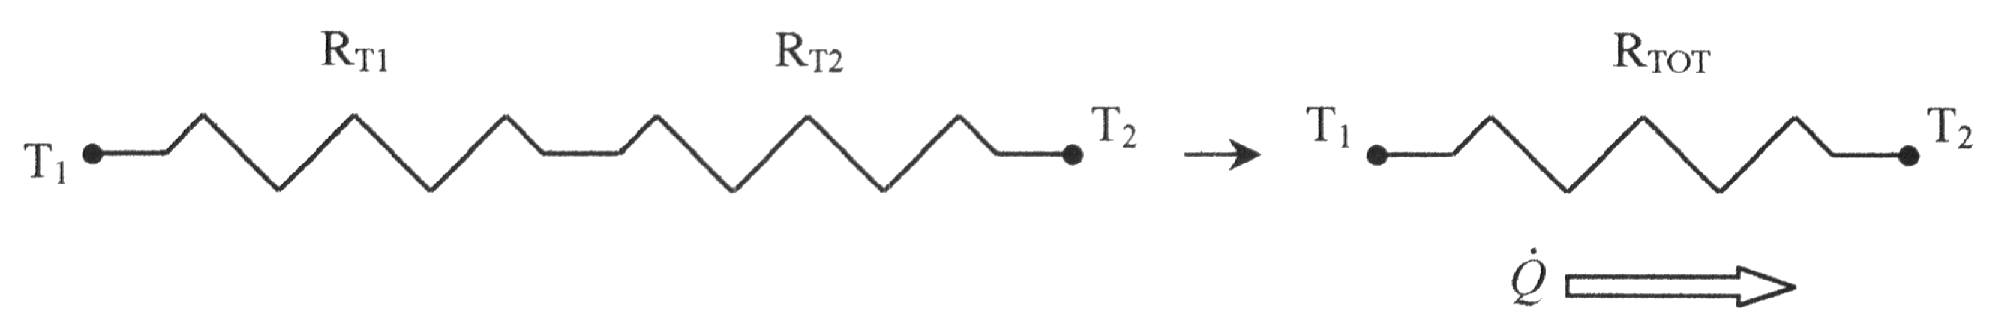 R_T1 R_T2 R_TOT
T_1 T_2 T_1 T_2
Q̇